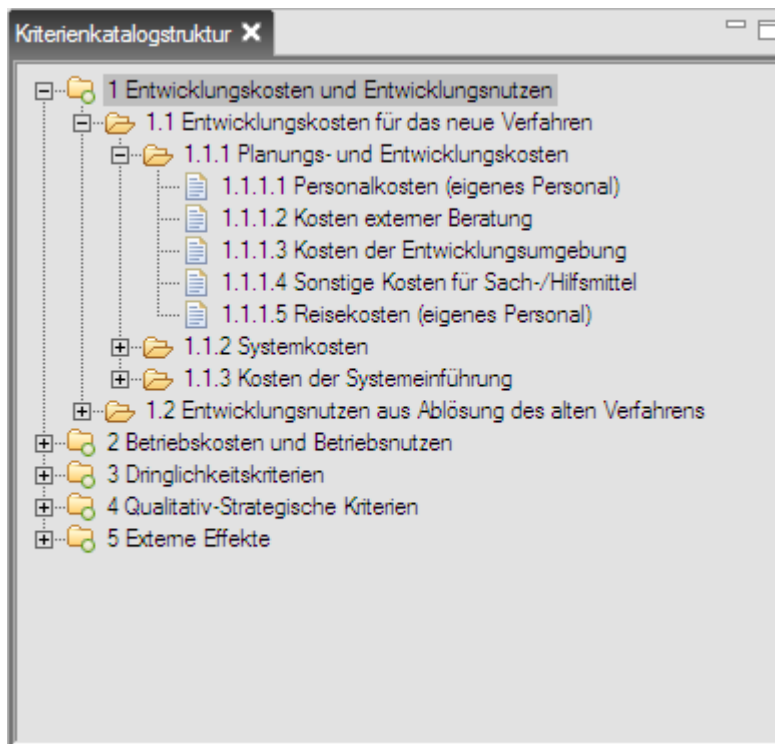 Kriterienkatalogstruktur
1 Entwicklungskosten und Entwicklungsnutzen
1.1 Entwicklungskosten für das neue Verfahren
1.1.1 Planungs- und Entwicklungskosten
1.1.1.1 Personalkosten (eigenes Personal)
1.1.1.2 Kosten externer Beratung
1.1.1.3 Kosten der Entwicklungsumgebung
1.1.1.4 Sonstige Kosten für Sach-/Hilfsmittel
1.1.1.5 Reisekosten (eigenes Personal)
1.1.2 Systemkosten
1.1.3 Kosten der Systemeinführung
1.2 Entwicklungsnutzen aus Ablösung des alten Verfahrens
2 Betriebskosten und Betriebsnutzen
3 Dringlichkeitskriterien
4 Qualitativ-Strategische Kriterien
5 Externe Effekte